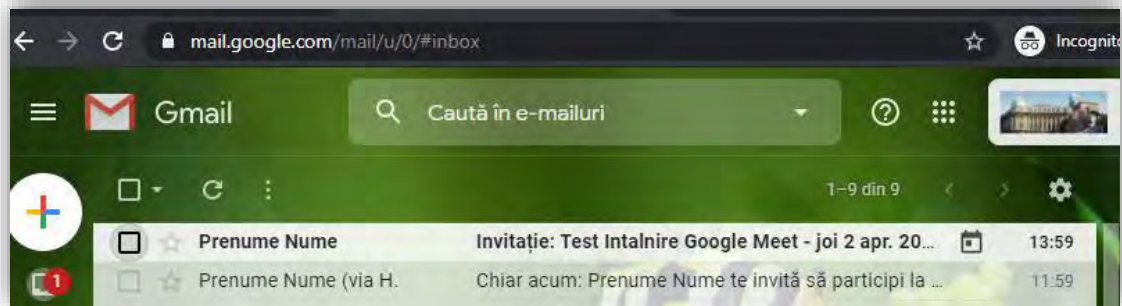 mail.google.com/mail/u/0/#inbox Incognito
Gmail Caută în e-mailuri
1–9 din 9
Prenume Nume Invitație: Test Intalnire Google Meet - joi 2 apr. 20... 13:59
1 Prenume Nume (via H. Chiar acum: Prenume Nume te invită să participi la ... 11:59